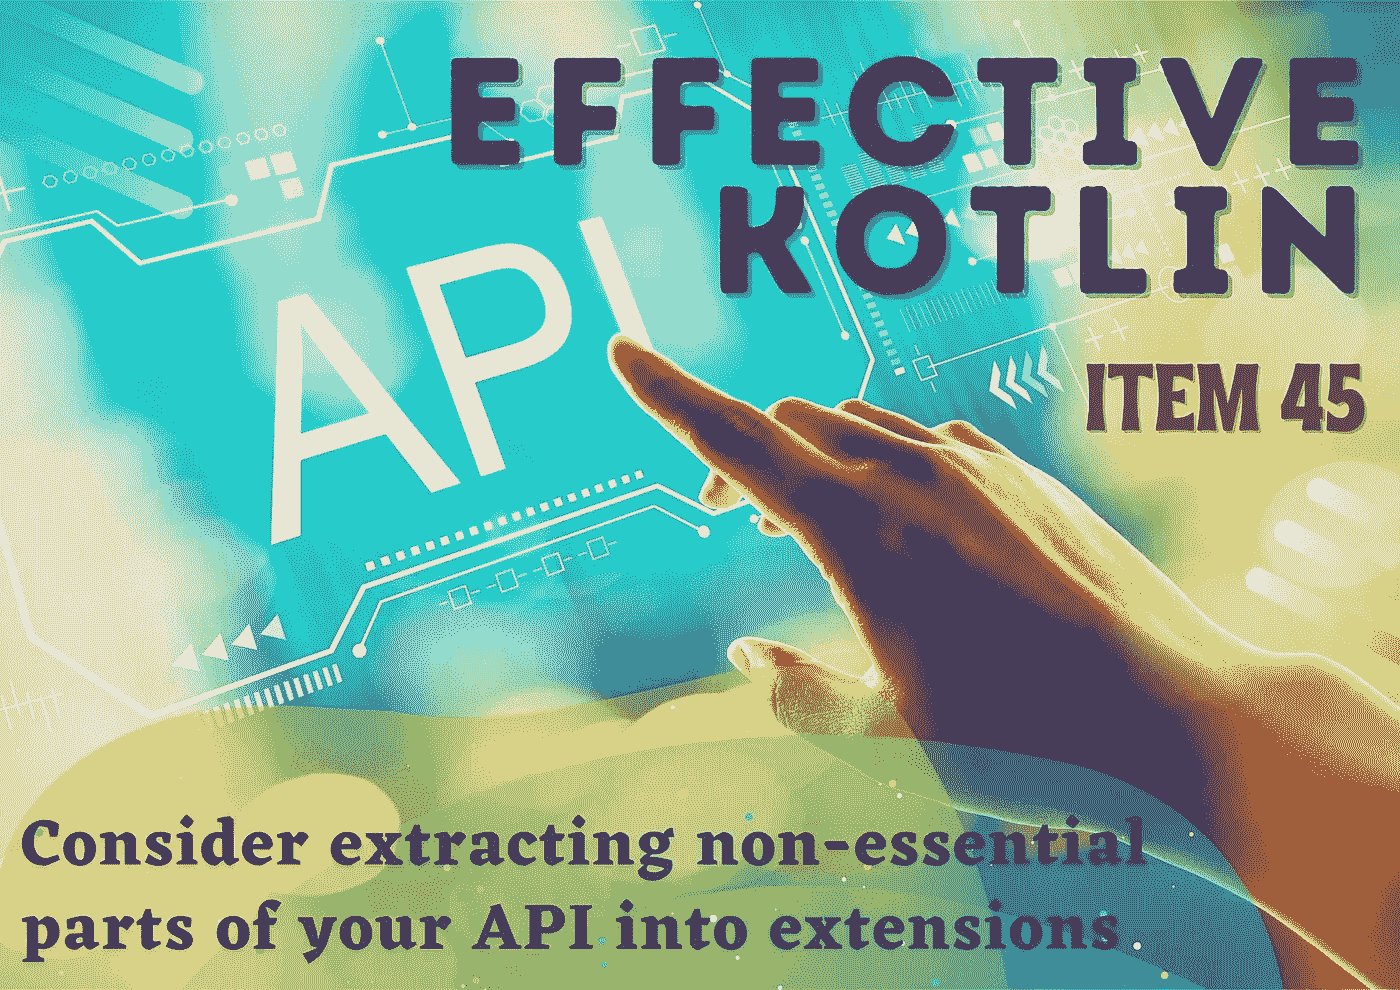 EFFECTIVE
KOTLIN
API
ITEM 45
Consider extracting non-essential
parts of your API into extensions